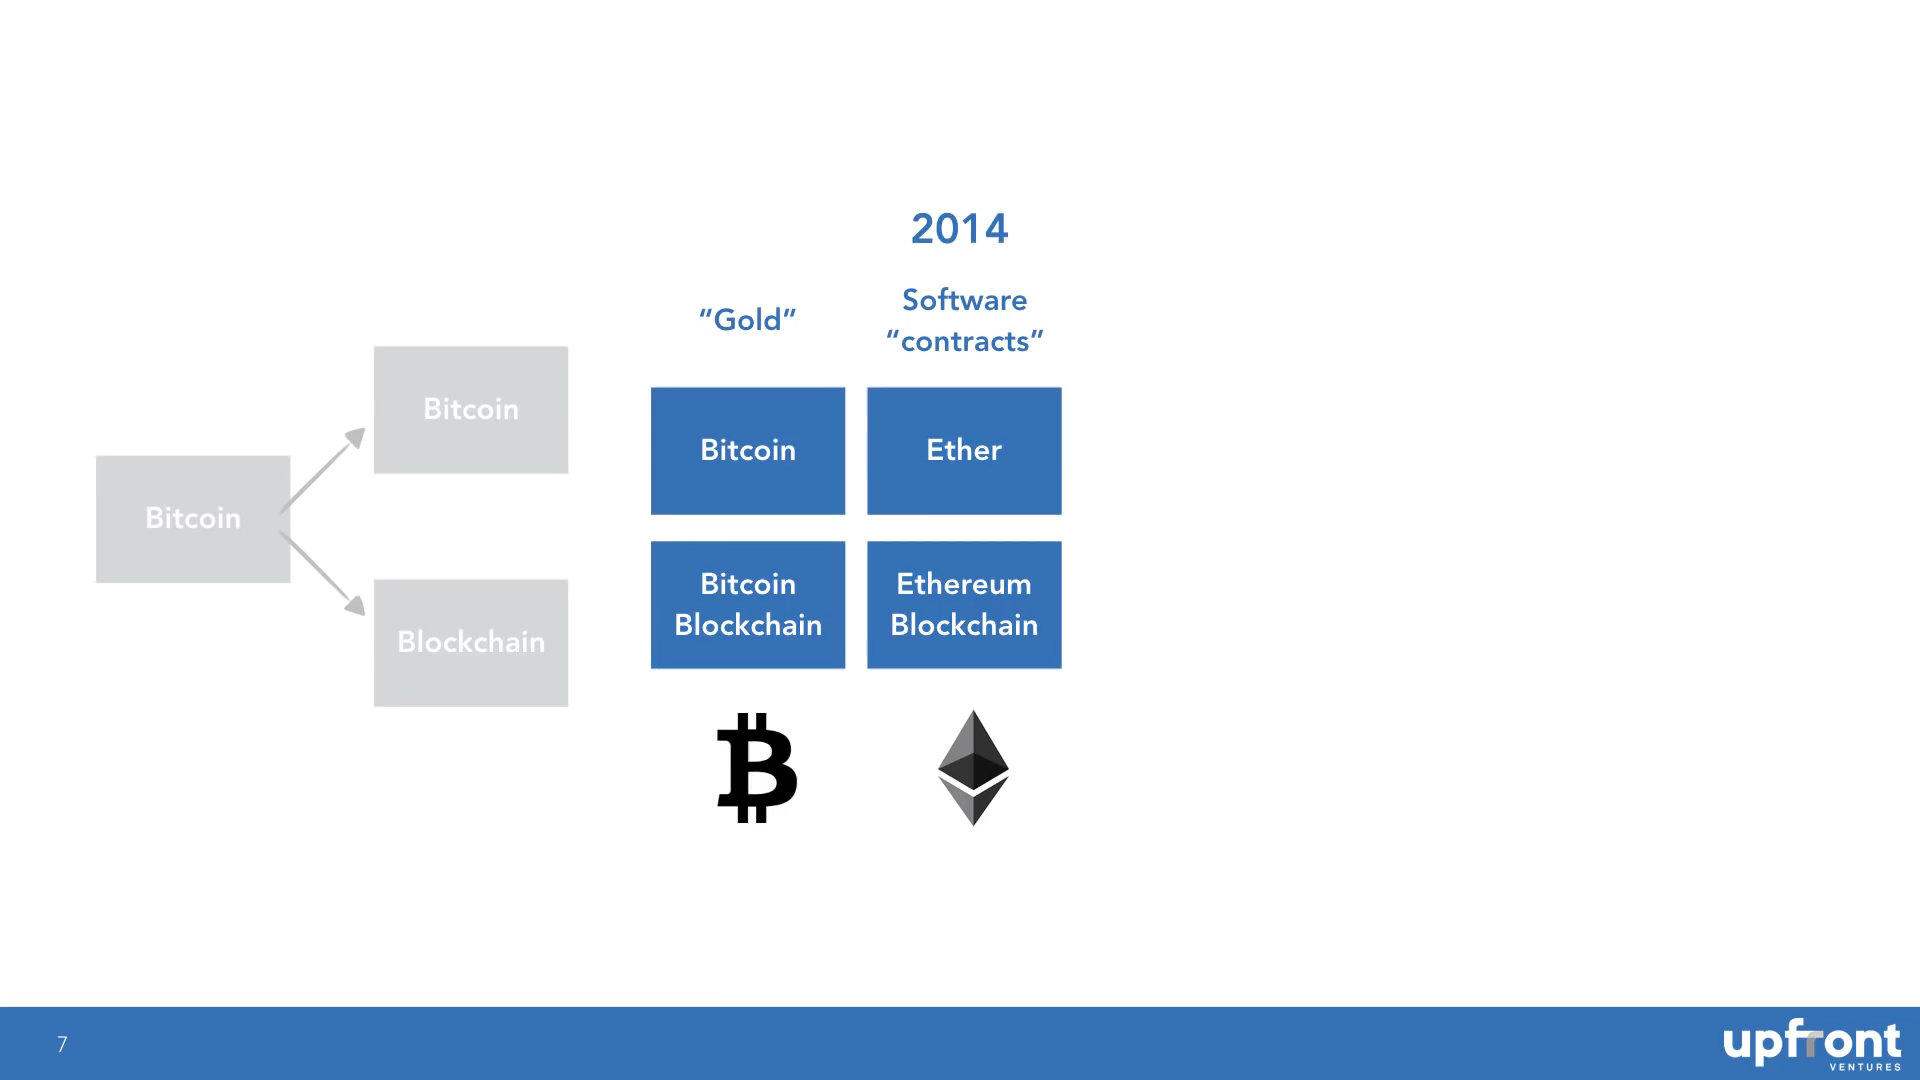 2014
“Gold”
Software
“contracts”
Bitcoin
Bitcoin
Blockchain
Bitcoin
Ether
Bitcoin
Blockchain
Ethereum
Blockchain
7
upfront
VENTURES